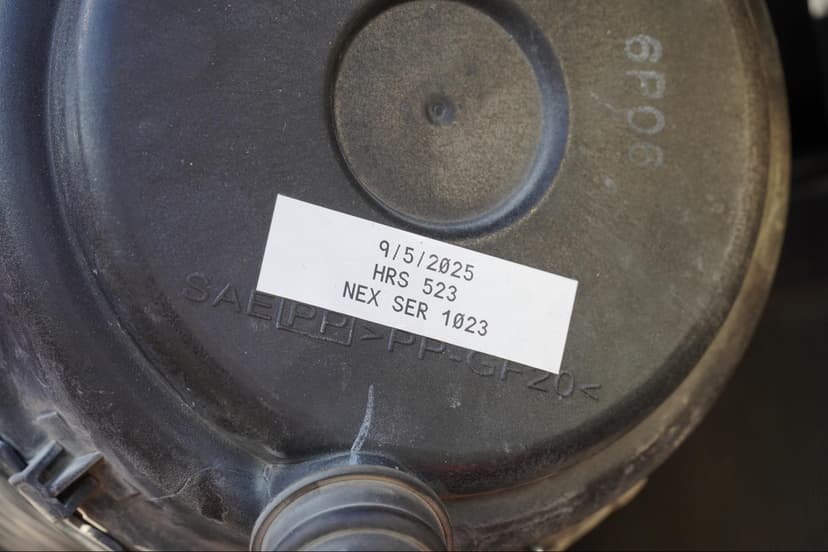 6P06
9/5/2025
HRS 523
NEX SER 1023
SAE PP >PP-GF20<